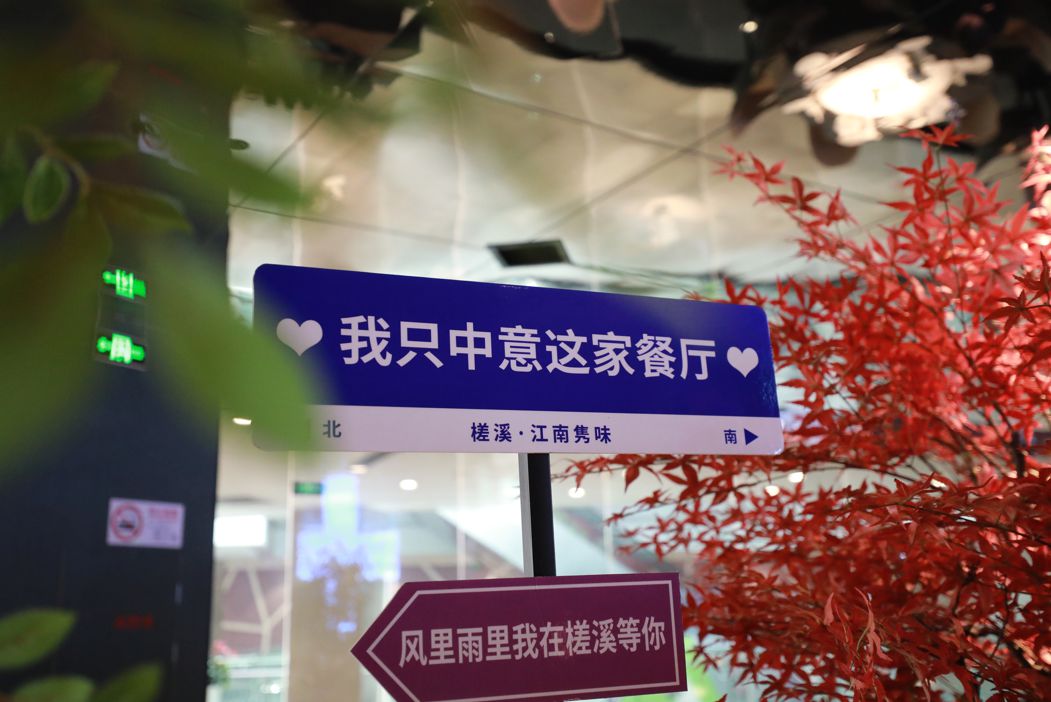 我只中意这家餐厅
北 槎溪·江南隽味 南
风里雨里我在槎溪等你